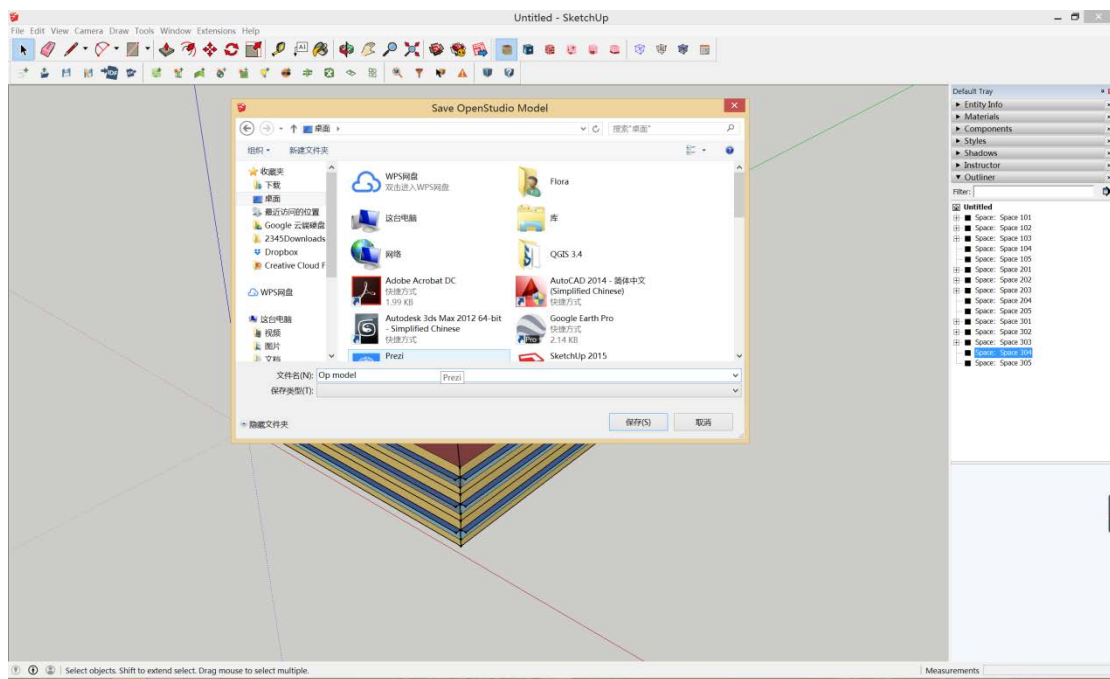 Untitled - SketchUp
File Edit View Camera Draw Tools Window Extensions Help
Save OpenStudio Model
桌面
搜索"桌面"
组织
新建文件夹
收藏夹
下载
桌面
最近访问的位置
Google 云端硬盘
2345Downloads
Dropbox
Creative Cloud F
WPS网盘
这台电脑
视频
图片
文档
WPS网盘
双击进入WPS网盘
Flora
这台电脑
库
网络
QGIS 3.4
Adobe Acrobat DC
快捷方式
1.99 KB
AutoCAD 2014 - 简体中文
(Simplified Chinese)
快捷方式
Autodesk 3ds Max 2012 64-bit
- Simplified Chinese
快捷方式
Google Earth Pro
快捷方式
2.14 KB
Prezi
SketchUp 2015
文件名(N): Op model
Prezi
保存类型(T):
隐藏文件夹
保存(S)
取消
Default Tray
Entity Info
Materials
Components
Styles
Shadows
Instructor
Outliner
Filter:
Untitled
Space: Space 101
Space: Space 102
Space: Space 103
Space: Space 104
Space: Space 105
Space: Space 201
Space: Space 202
Space: Space 203
Space: Space 204
Space: Space 205
Space: Space 301
Space: Space 302
Space: Space 303
Space: Space 304
Space: Space 305
Select objects. Shift to extend select. Drag mouse to select multiple.
Measurements